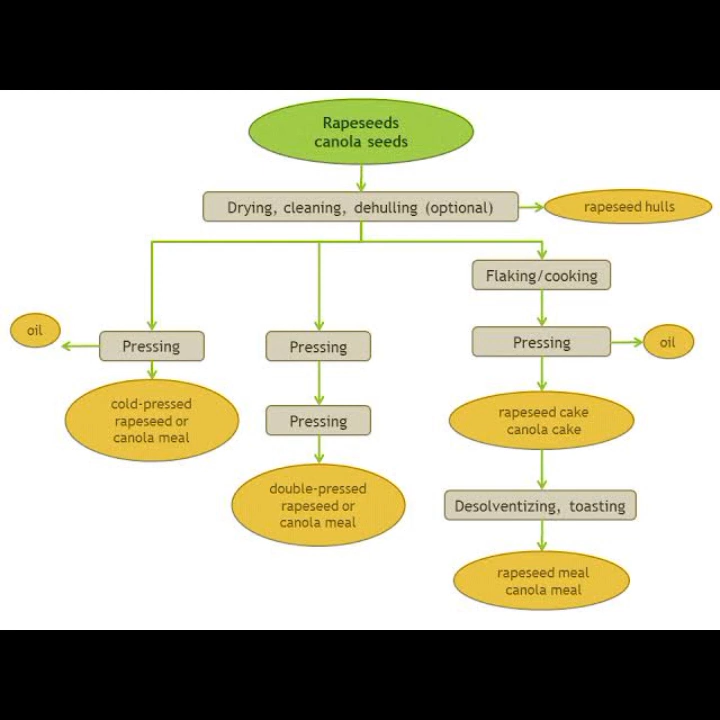 Rapeseeds
canola seeds
Drying, cleaning, dehulling (optional)
rapeseed hulls
Flaking/cooking
oil
Pressing
Pressing
Pressing
oil
cold-pressed
rapeseed or
canola meal
Pressing
rapeseed cake
canola cake
double-pressed
rapeseed or
canola meal
Desolventizing, toasting
rapeseed meal
canola meal